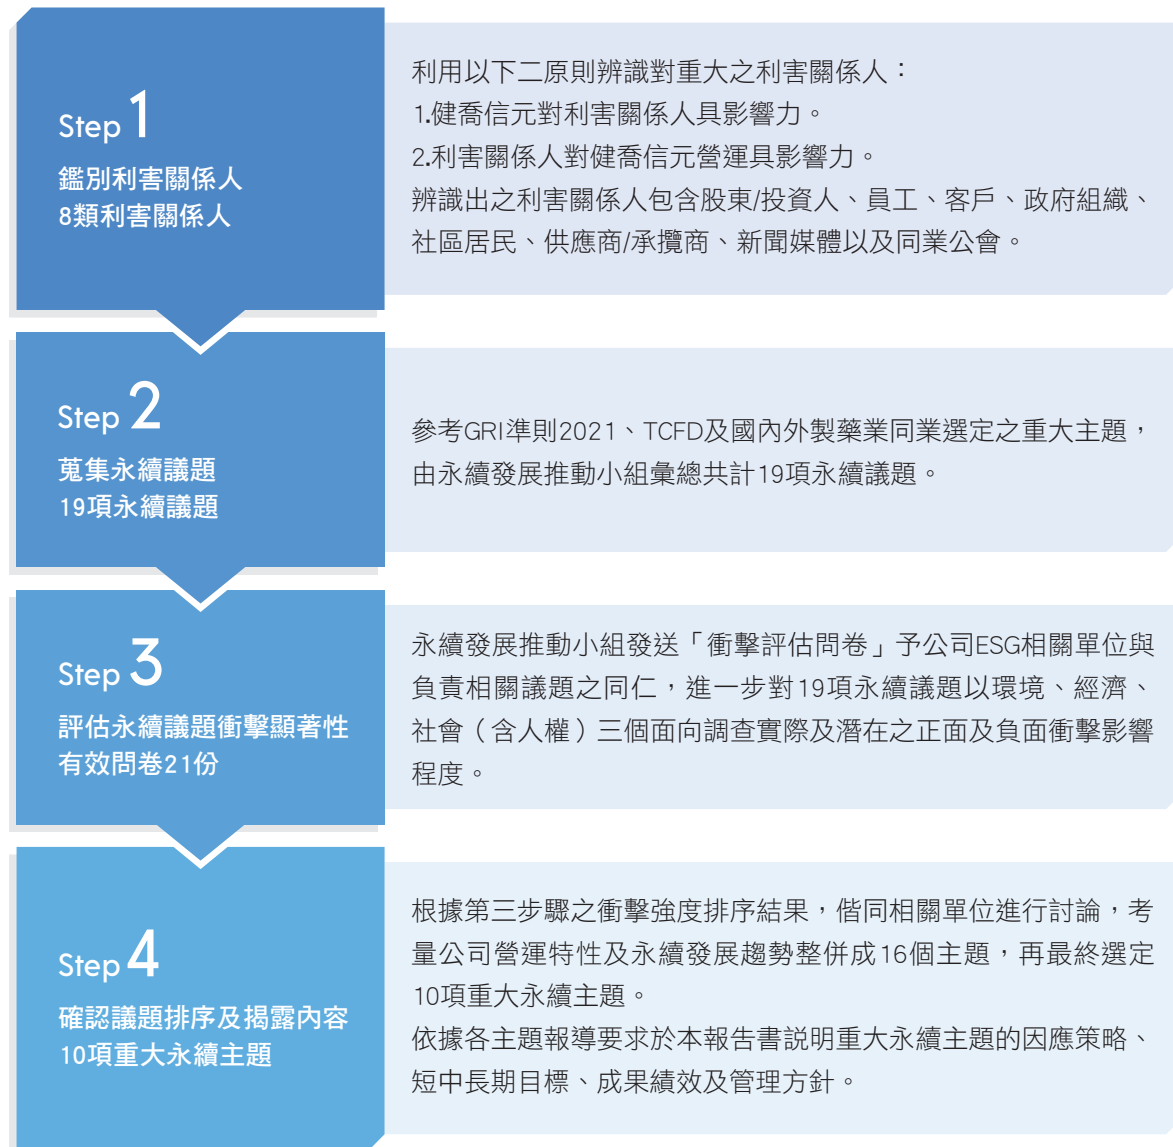 Step 1
鑑別利害關係人
8類利害關係人
利用以下二原則辨識對重大之利害關係人：
1.健喬信元對利害關係人具影響力。
2.利害關係人對健喬信元營運具影響力。
辨識出之利害關係人包含股東/投資人、員工、客戶、政府組織、
社區居民、供應商/承攬商、新聞媒體以及同業公會。
Step 2
蒐集永續議題
19項永續議題
參考GRI準則2021、TCFD及國內外製藥業同業選定之重大主題，
由永續發展推動小組彙總共計19項永續議題。
Step 3
評估永續議題衝擊顯著性
有效問卷21份
永續發展推動小組發送「衝擊評估問卷」予公司ESG相關單位與
負責相關議題之同仁，進一步對19項永續議題以環境、經濟、
社會（含人權）三個面向調查實際及潛在之正面及負面衝擊影響
程度。
Step 4
確認議題排序及揭露內容
10項重大永續主題
根據第三步驟之衝擊強度排序結果，偕同相關單位進行討論，考
量公司營運特性及永續發展趨勢整併成16個主題，再最終選定
10項重大永續主題。
依據各主題報導要求於本報告書說明重大永續主題的因應策略、
短中長期目標、成果績效及管理方針。